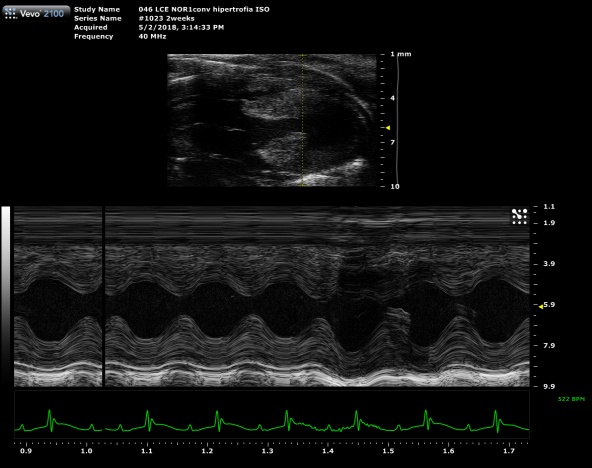 Vevo 2100
Study Name 046 LCE NOR1conv hipertrofia ISO
Series Name #1023 2weeks
Acquired 5/2/2018, 3:14:33 PM
Frequency 40 MHz
1 mm
4
7
10
1.1
1.9
3.9
5.9
7.9
9.9
522 BPM
0.9 1.0 1.1 1.2 1.3 1.4 1.5 1.6 1.7